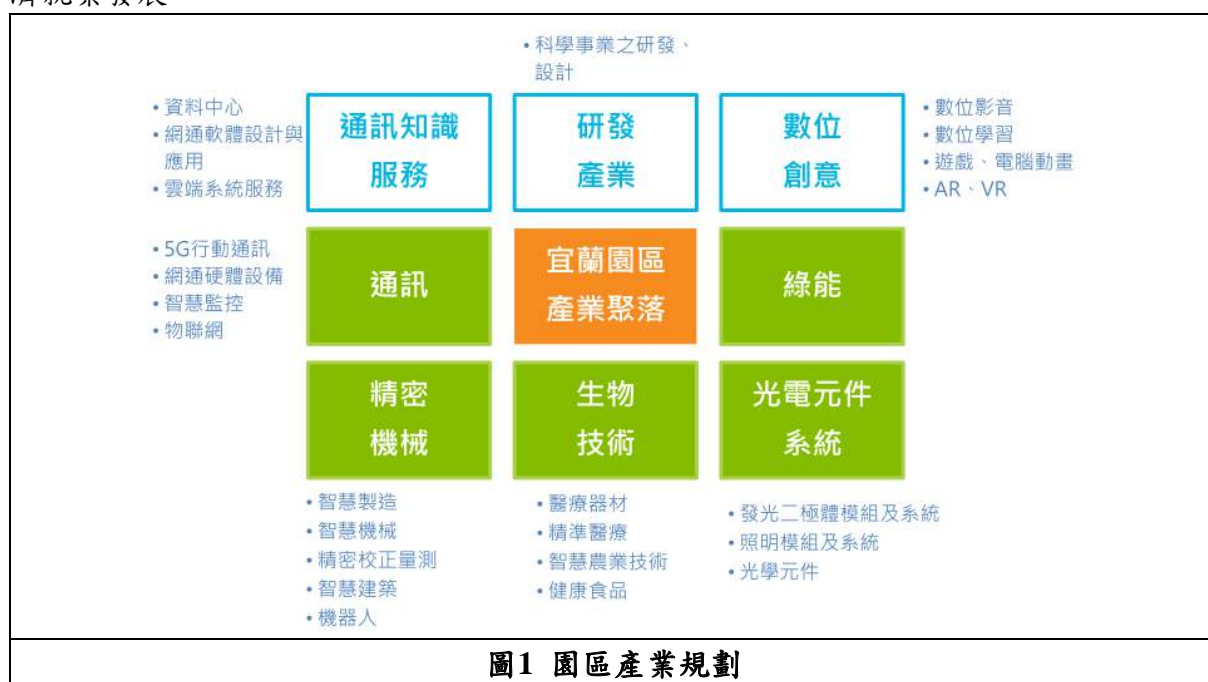 濟就業發展
• 科學事業之研發、
設計
• 資料中心
• 網通軟體設計與
應用
• 雲端系統服務
通訊知識
服務
研發
產業
數位
創意
• 數位影音
• 數位學習
• 遊戲、電腦動畫
• AR、VR
• 5G行動通訊
• 網通硬體設備
• 智慧監控
• 物聯網
通訊
宜蘭園區
產業聚落
綠能
精密
機械
生物
技術
光電元件
系統
• 智慧製造
• 智慧機械
• 精密校正量測
• 智慧建築
• 機器人
• 醫療器材
• 精準醫療
• 智慧農業技術
• 健康食品
• 發光二極體模組及系統
• 照明模組及系統
• 光學元件
圖1 園區產業規劃